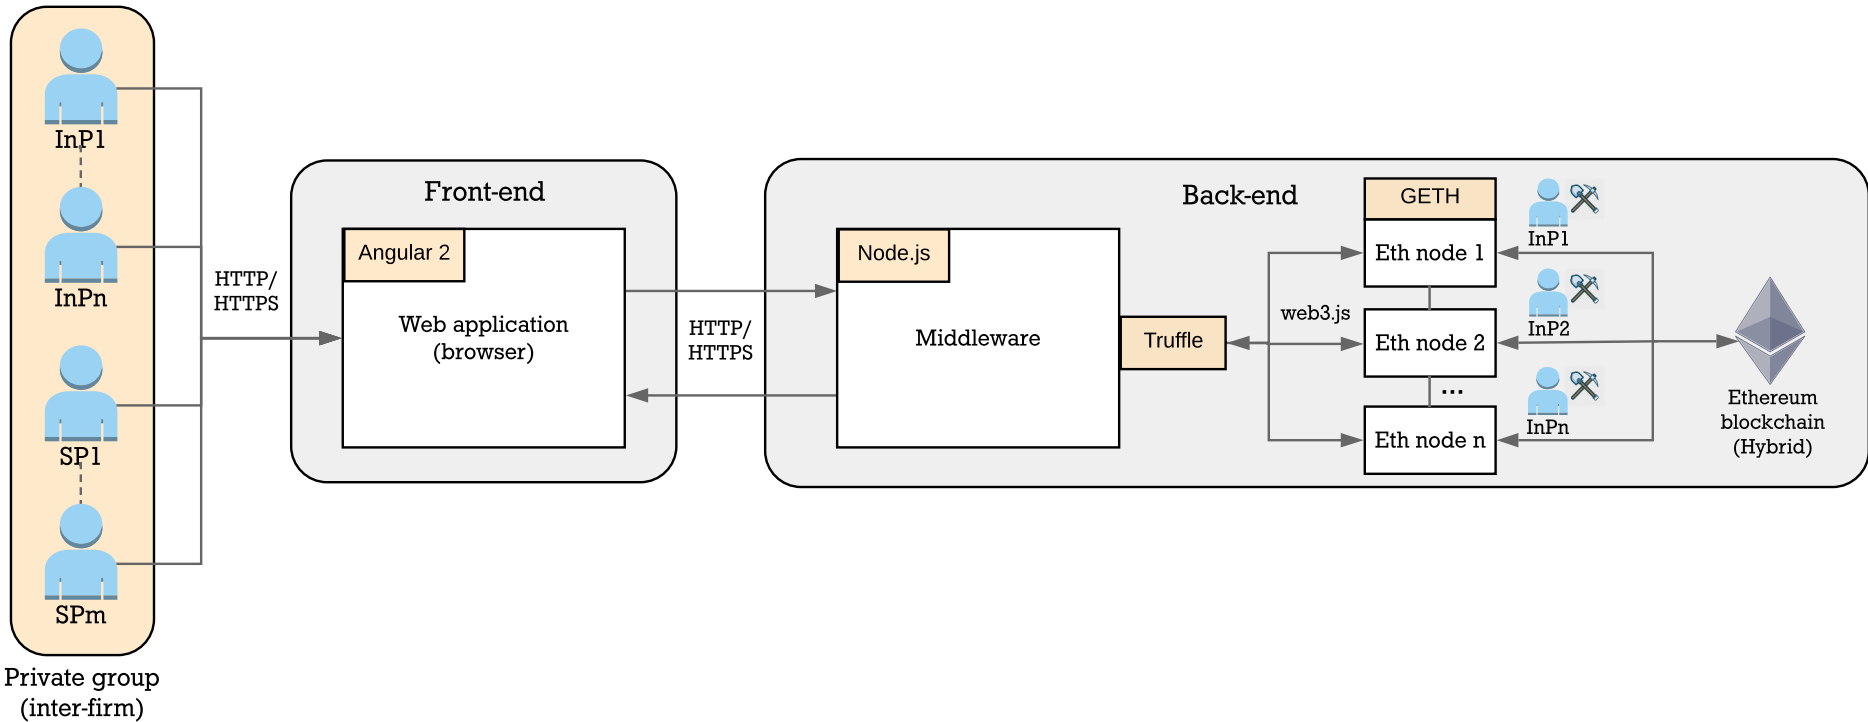 InP1
InPn
SP1
SPm
Private group
(inter-firm)
HTTP/
HTTPS
Front-end
Angular 2
Web application
(browser)
HTTP/
HTTPS
Back-end
Node.js
Middleware
Truffle
web3.js
GETH
Eth node 1
Eth node 2
...
Eth node n
InP1
InP2
InPn
Ethereum
blockchain
(Hybrid)